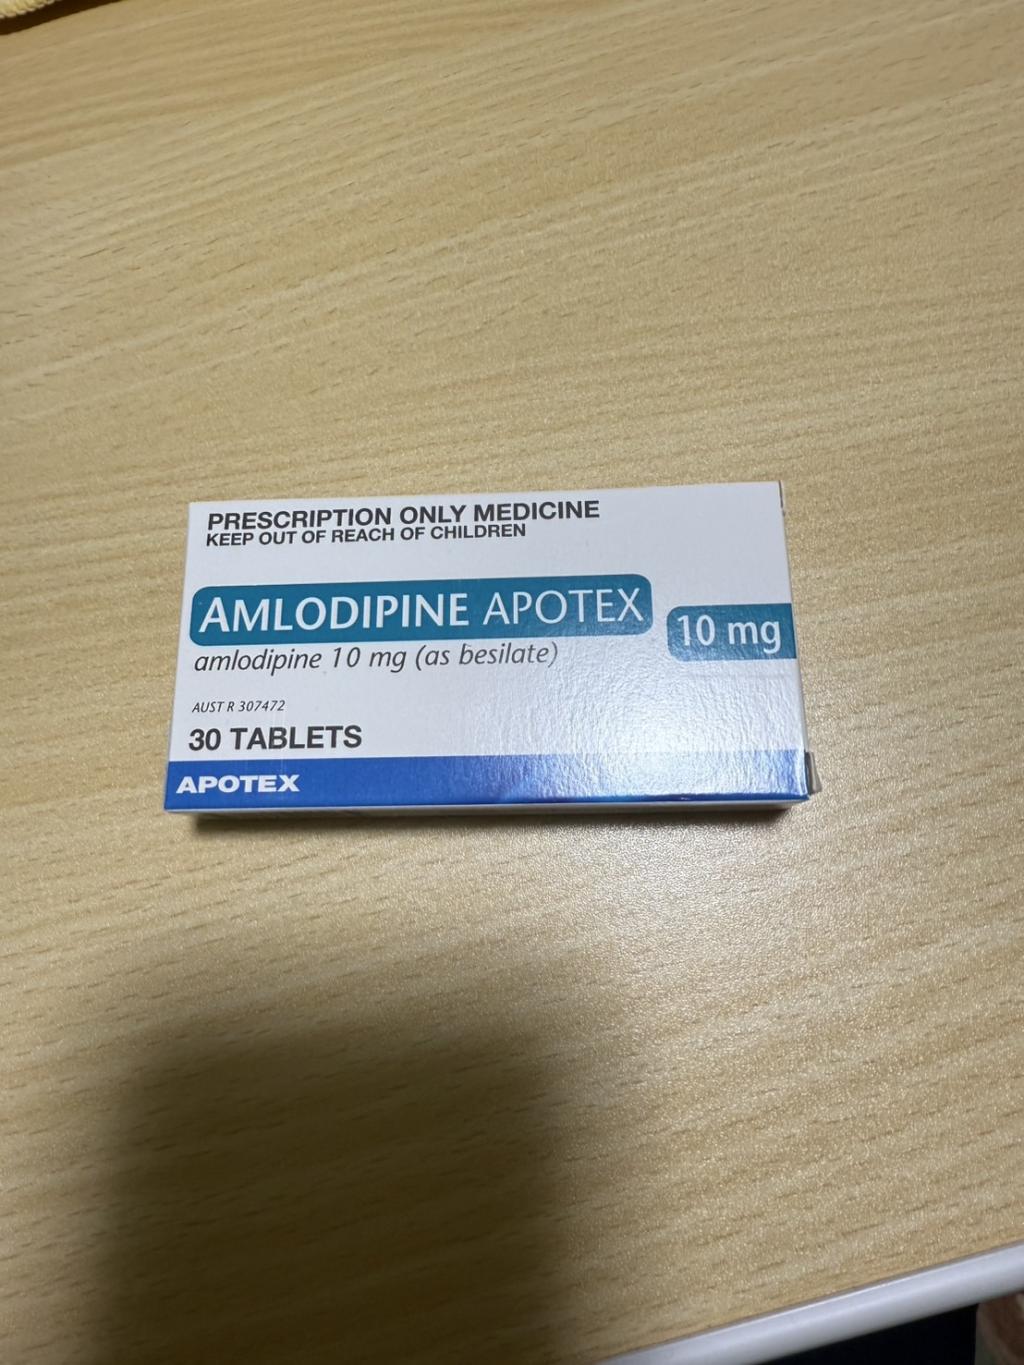 PRESCRIPTION ONLY MEDICINE
KEEP OUT OF REACH OF CHILDREN
AMLODIPINE APOTEX
10 mg
amlodipine 10 mg (as besilate)
AUST R 307472
30 TABLETS
APOTEX